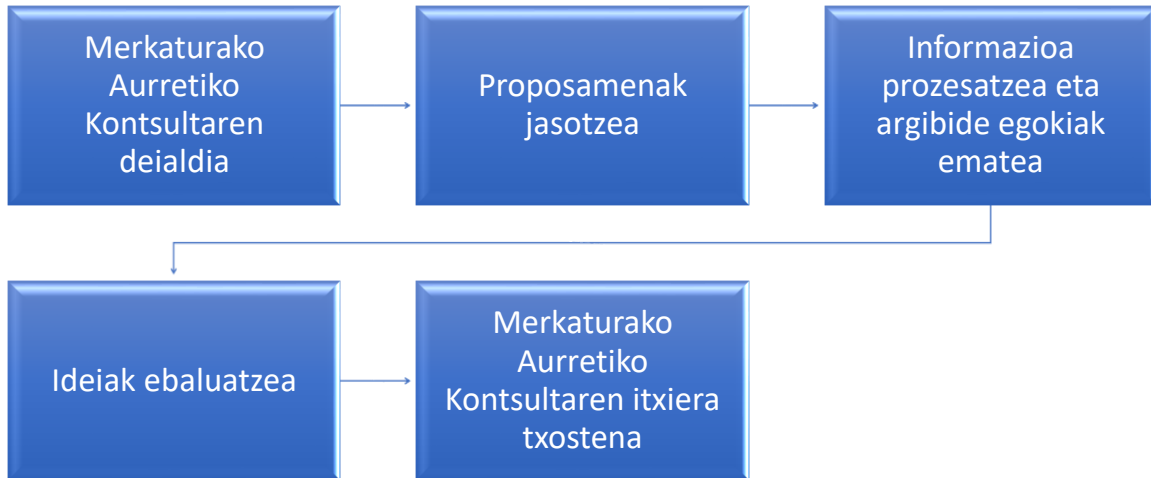 Merkaturako
Aurretiko
Kontsultaren
deialdia
Proposamenak
jasotzea
Informazioa
prozesatzea eta
argibide egokiak
ematea
Ideiak ebaluatzea
Merkaturako
Aurretiko
Kontsultaren itxiera
txostena